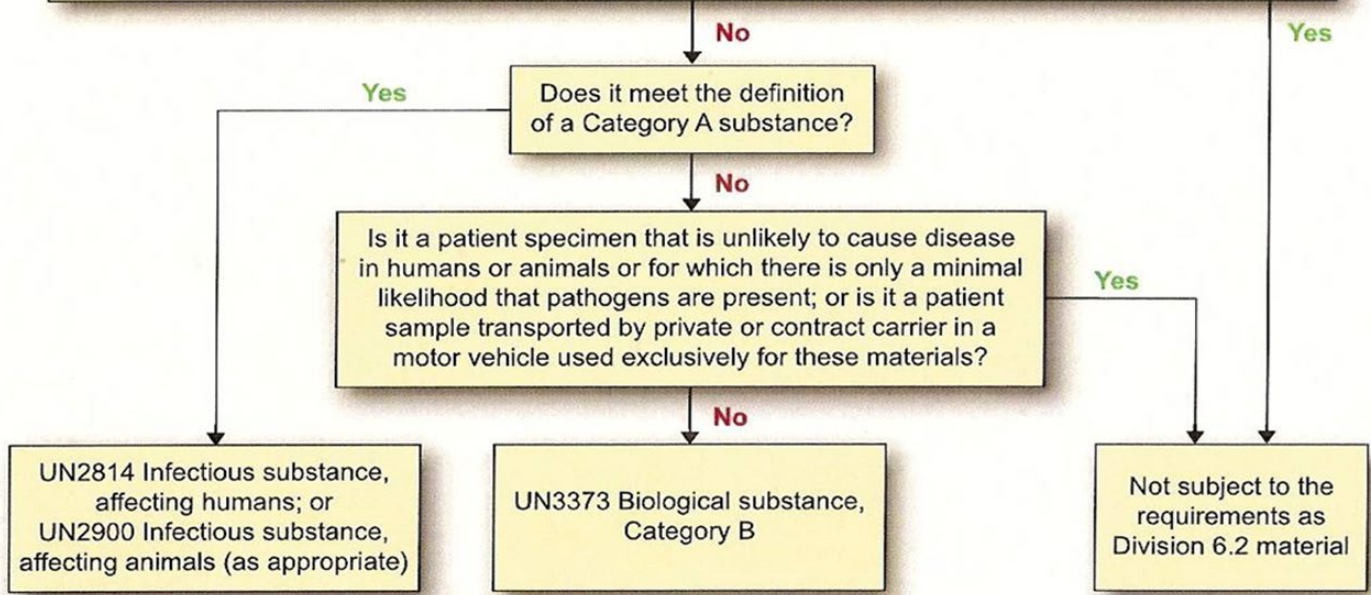 No
Yes
Yes
Does it meet the definition
of a Category A substance?
No
Is it a patient specimen that is unlikely to cause disease
in humans or animals or for which there is only a minimal
likelihood that pathogens are present; or is it a patient
sample transported by private or contract carrier in a
motor vehicle used exclusively for these materials?
Yes
No
UN2814 Infectious substance,
affecting humans; or
UN2900 Infectious substance,
affecting animals (as appropriate)
UN3373 Biological substance,
Category B
Not subject to the
requirements as
Division 6.2 material